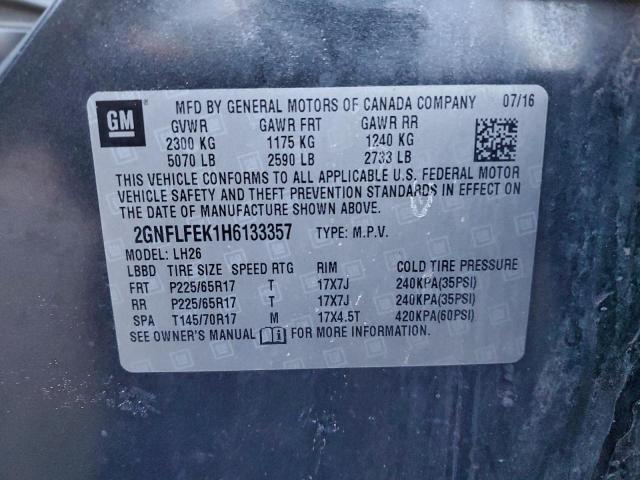 GM
MFD BY GENERAL MOTORS OF CANADA COMPANY 07/16
GVWR GAWR FRT GAWR RR
2300 KG 1175 KG 1240 KG
5070 LB 2590 LB 2733 LB
THIS VEHICLE CONFORMS TO ALL APPLICABLE U.S. FEDERAL MOTOR
VEHICLE SAFETY AND THEFT PREVENTION STANDARDS IN EFFECT ON
THE DATE OF MANUFACTURE SHOWN ABOVE.
2GNFLFEK1H6133357 TYPE: M.P.V.
MODEL: LH26
LBBD TIRE SIZE SPEED RTG RIM COLD TIRE PRESSURE
FRT P225/65R17 T 17X7J 240KPA(35PSI)
RR P225/65R17 T 17X7J 240KPA(35PSI)
SPA T145/70R17 M 17X4.5T 420KPA(60PSI)
SEE OWNER'S MANUAL FOR MORE INFORMATION.